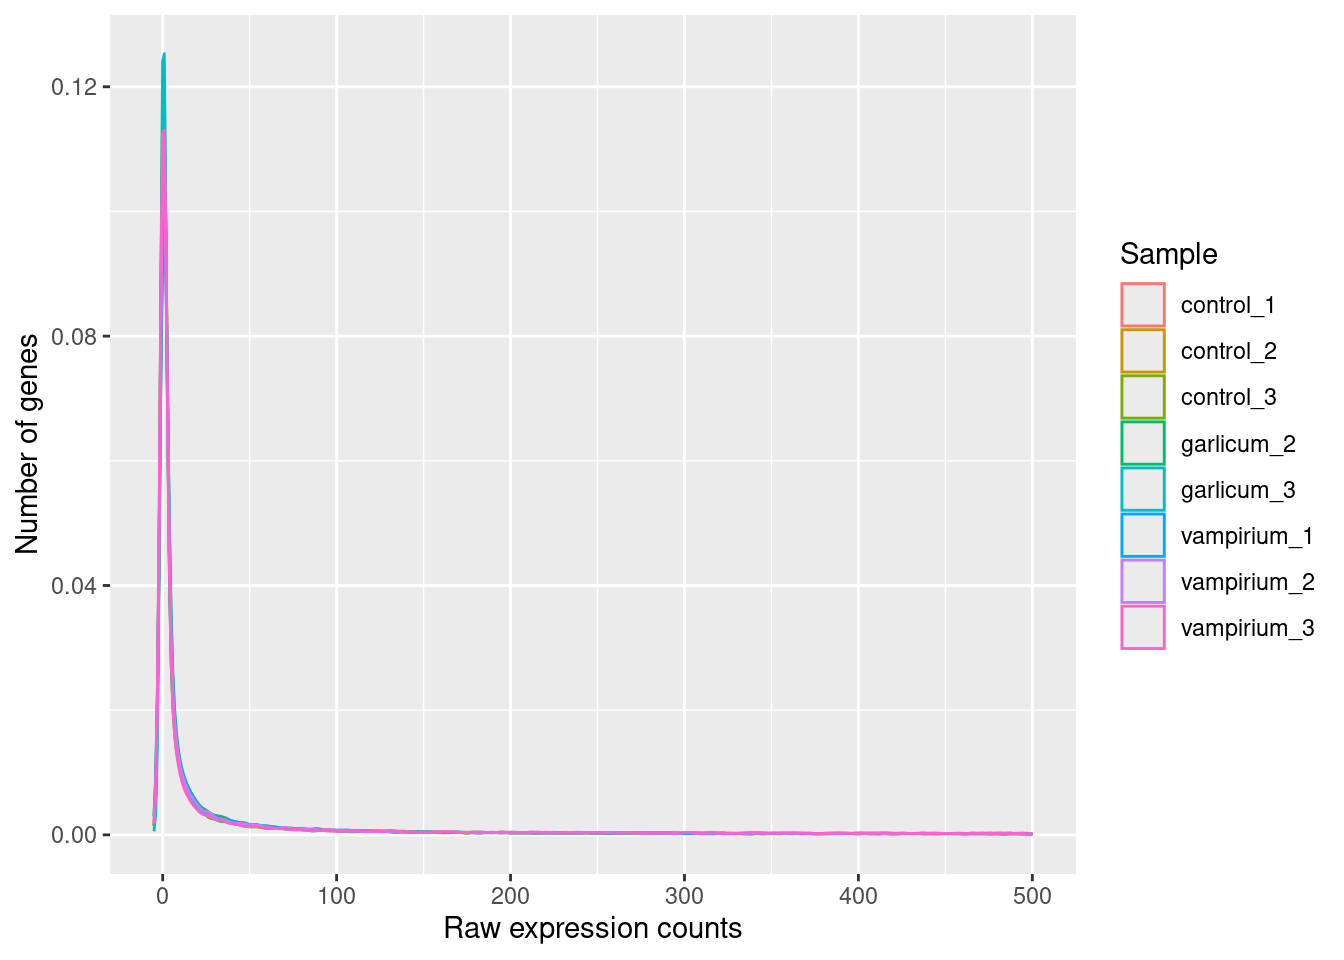 0.12
0.08
0.04
0.00
Number of genes
0
100
200
300
400
500
Raw expression counts
Sample
control_1
control_2
control_3
garlicum_2
garlicum_3
vampirium_1
vampirium_2
vampirium_3